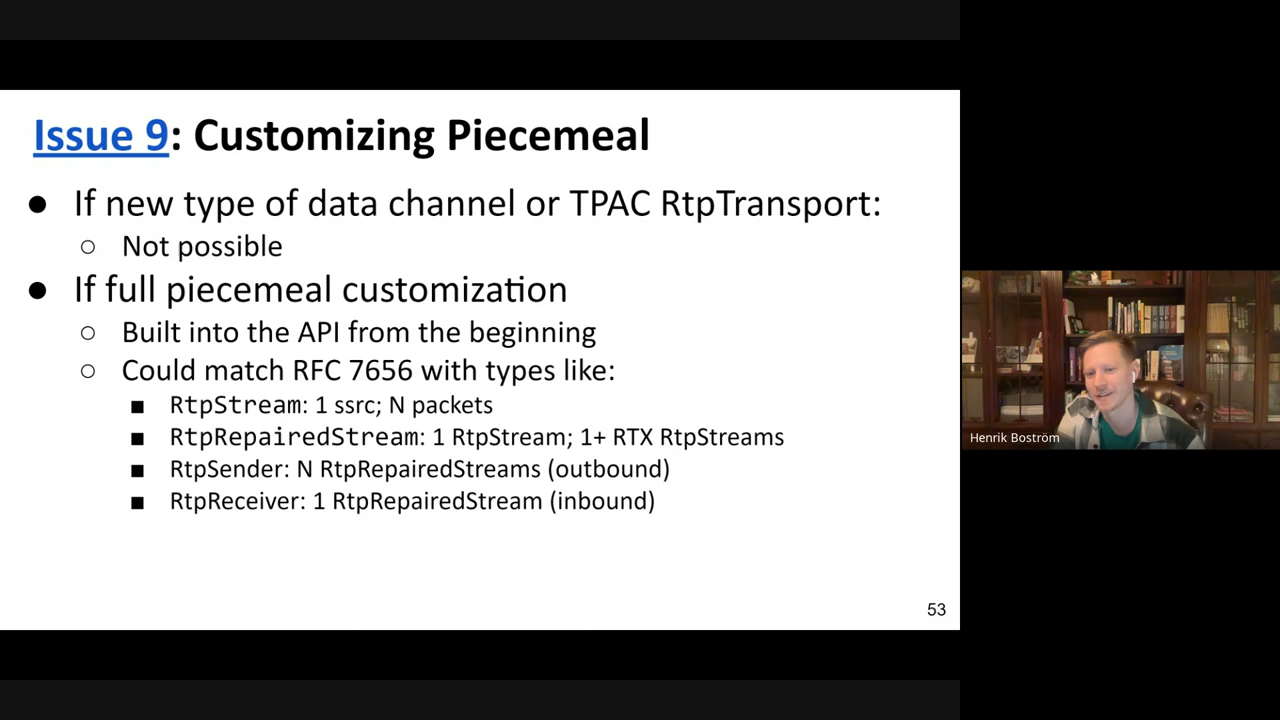 Issue 9: Customizing Piecemeal
● If new type of data channel or TPAC RtpTransport:
○ Not possible
● If full piecemeal customization
○ Built into the API from the beginning
○ Could match RFC 7656 with types like:
■ RtpStream: 1 ssrc; N packets
■ RtpRepairedStream: 1 RtpStream; 1+ RTX RtpStreams
■ RtpSender: N RtpRepairedStreams (outbound)
■ RtpReceiver: 1 RtpRepairedStream (inbound)
53
Henrik Boström